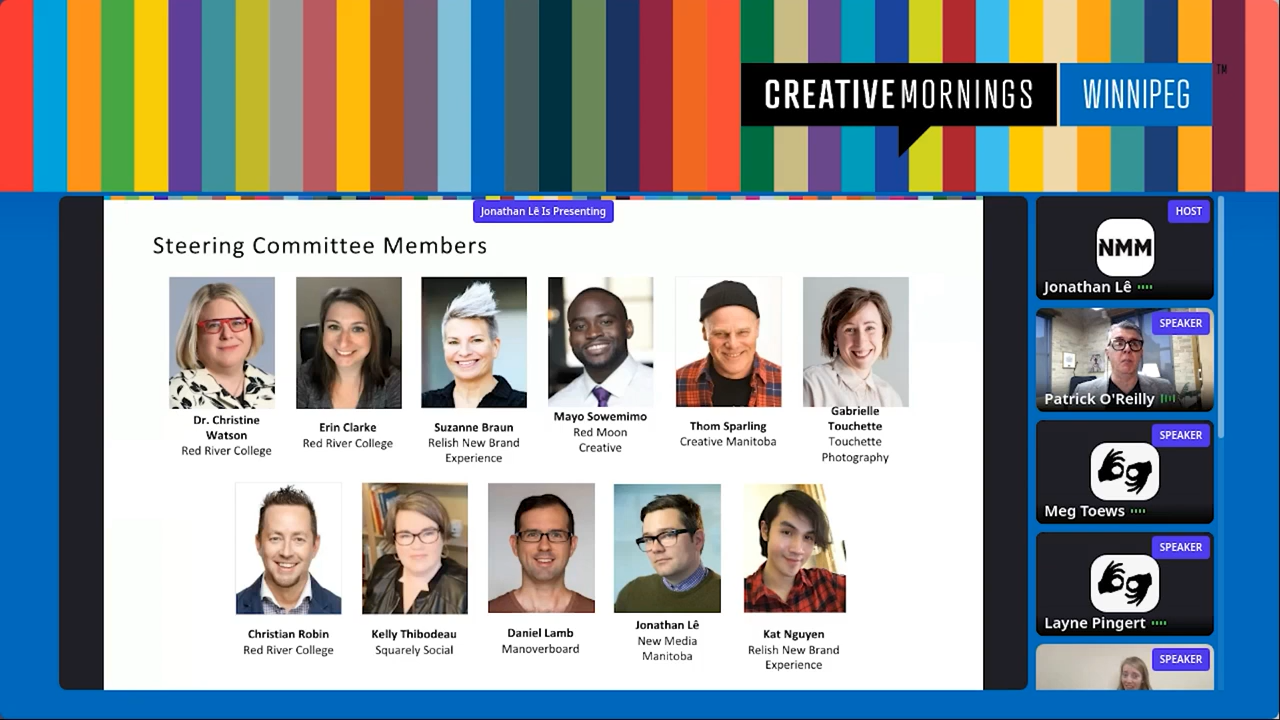 CREATIVEMORNINGS WINNIPEG TM
Jonathan Lê Is Presenting
Steering Committee Members
Dr. Christine
Watson
Red River College
Erin Clarke
Red River College
Suzanne Braun
Relish New Brand
Experience
Mayo Sowemimo
Red Moon
Creative
Thom Sparling
Creative Manitoba
Gabrielle
Touchette
Touchette
Photography
Christian Robin
Red River College
Kelly Thibodeau
Squarely Social
Daniel Lamb
Manoverboard
Jonathan Lê
New Media
Manitoba
Kat Nguyen
Relish New Brand
Experience
HOST
NMM
Jonathan Lê
SPEAKER
Patrick O'Reilly
SPEAKER
Meg Toews
SPEAKER
Layne Pingert
SPEAKER